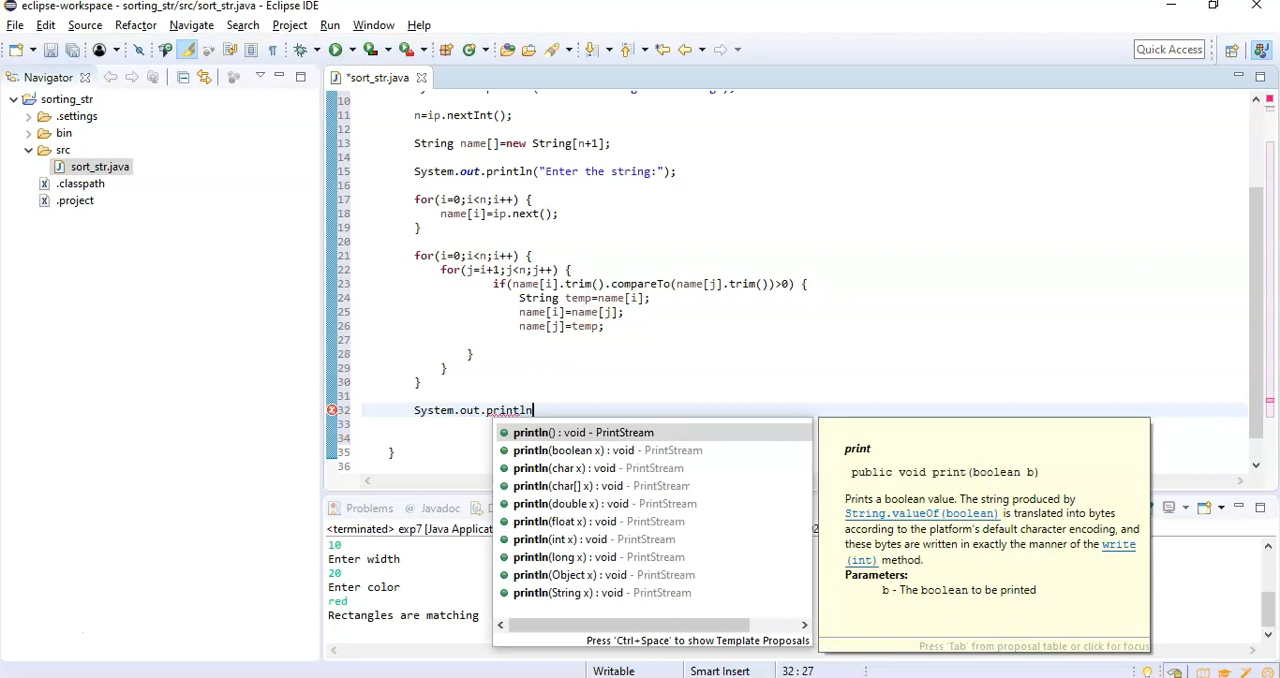 eclipse-workspace - sorting_str/src/sort_str.java - Eclipse IDE
File Edit Source Refactor Navigate Search Project Run Window Help
Quick Access
Navigator
*sort_str.java
sorting_str
.settings
bin
src
sort_str.java
.classpath
.project
10
11 n=ip.nextInt();
12
13 String name[]=new String[n+1];
14
15 System.out.println("Enter the string:");
16
17 for(i=0;i<n;i++) {
18 name[i]=ip.next();
19 }
20
21 for(i=0;i<n;i++) {
22 for(j=i+1;j<n;j++) {
23 if(name[i].trim().compareTo(name[j].trim())>0) {
24 String temp=name[i];
25 name[i]=name[j];
26 name[j]=temp;
27
28 }
29 }
30 }
31
32 System.out.println
33
34
35 }
36
println() : void - PrintStream
println(boolean x) : void - PrintStream
println(char x) : void - PrintStream
println(char[] x) : void - PrintStream
println(double x) : void - PrintStream
println(float x) : void - PrintStream
println(int x) : void - PrintStream
println(long x) : void - PrintStream
println(Object x) : void - PrintStream
println(String x) : void - PrintStream
Press 'Ctrl+Space' to show Template Proposals
print
public void print(boolean b)
Prints a boolean value. The string produced by
String.valueOf(boolean) is translated into bytes
according to the platform's default character encoding, and
these bytes are written in exactly the manner of the write
(int) method.
Parameters:
b - The boolean to be printed
Press 'Tab' from proposal table or click for focus
Problems @ Javadoc
<terminated> exp7 [Java Applicat
10
Enter width
20
Enter color
red
Rectangles are matching
Writable Smart Insert 32 : 27